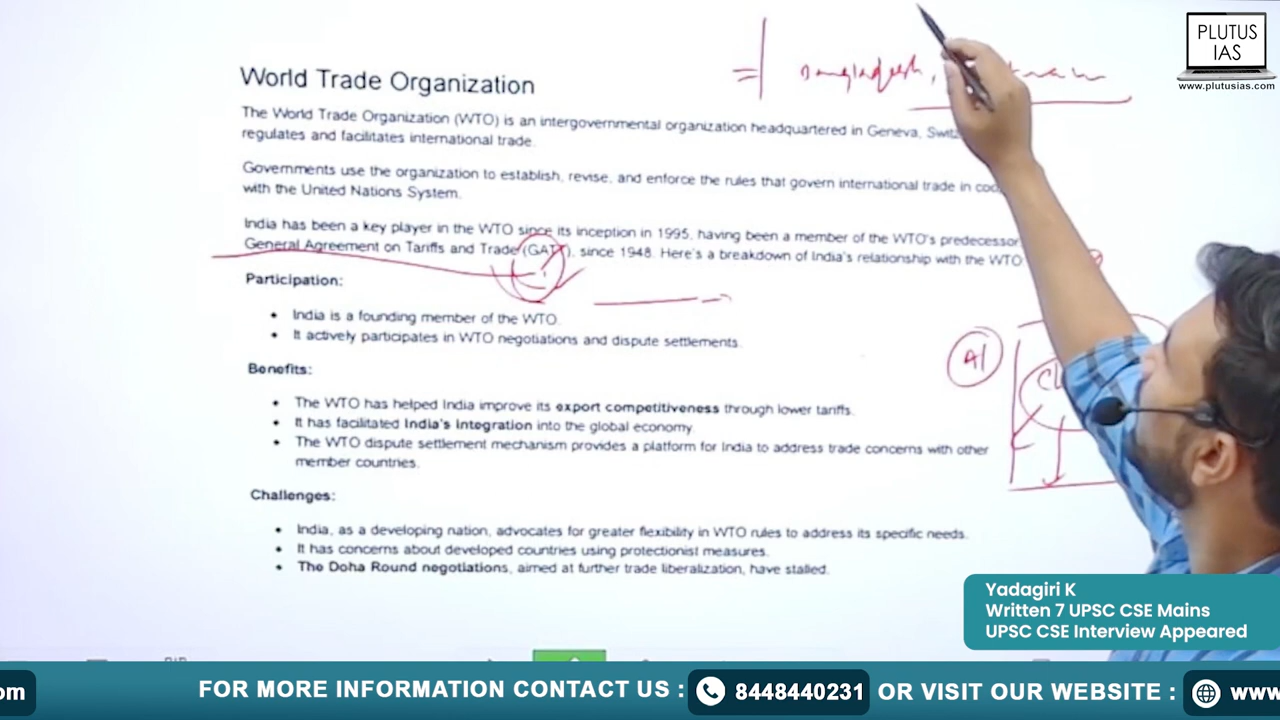 PLUTUS
IAS
www.plutusias.com
Bangladesh,
World Trade Organization
The World Trade Organization (WTO) is an intergovernmental organization headquartered in Geneva,
regulates and facilitates international trade.
Governments use the organization to establish, revise, and enforce the rules that govern international trade in
with the United Nations System.
India has been a key player in the WTO since its inception in 1995, having been a member of the WTO's predecessor
General Agreement on Tariffs and Trade (GATT), since 1948. Here's a breakdown of India's relationship with the WTO
Participation:
• India is a founding member of the WTO.
• It actively participates in WTO negotiations and dispute settlements.
AI
Benefits:
• The WTO has helped India improve its export competitiveness through lower tariffs.
• It has facilitated India's integration into the global economy.
• The WTO dispute settlement mechanism provides a platform for India to address trade concerns with other
member countries.
Challenges:
• India, as a developing nation, advocates for greater flexibility in WTO rules to address its specific needs.
• It has concerns about developed countries using protectionist measures.
• The Doha Round negotiations, aimed at further trade liberalization, have stalled.
Yadagiri K
Written 7 UPSC CSE Mains
UPSC CSE Interview Appeared
om FOR MORE INFORMATION CONTACT US : 8448440231 OR VISIT OUR WEBSITE : www